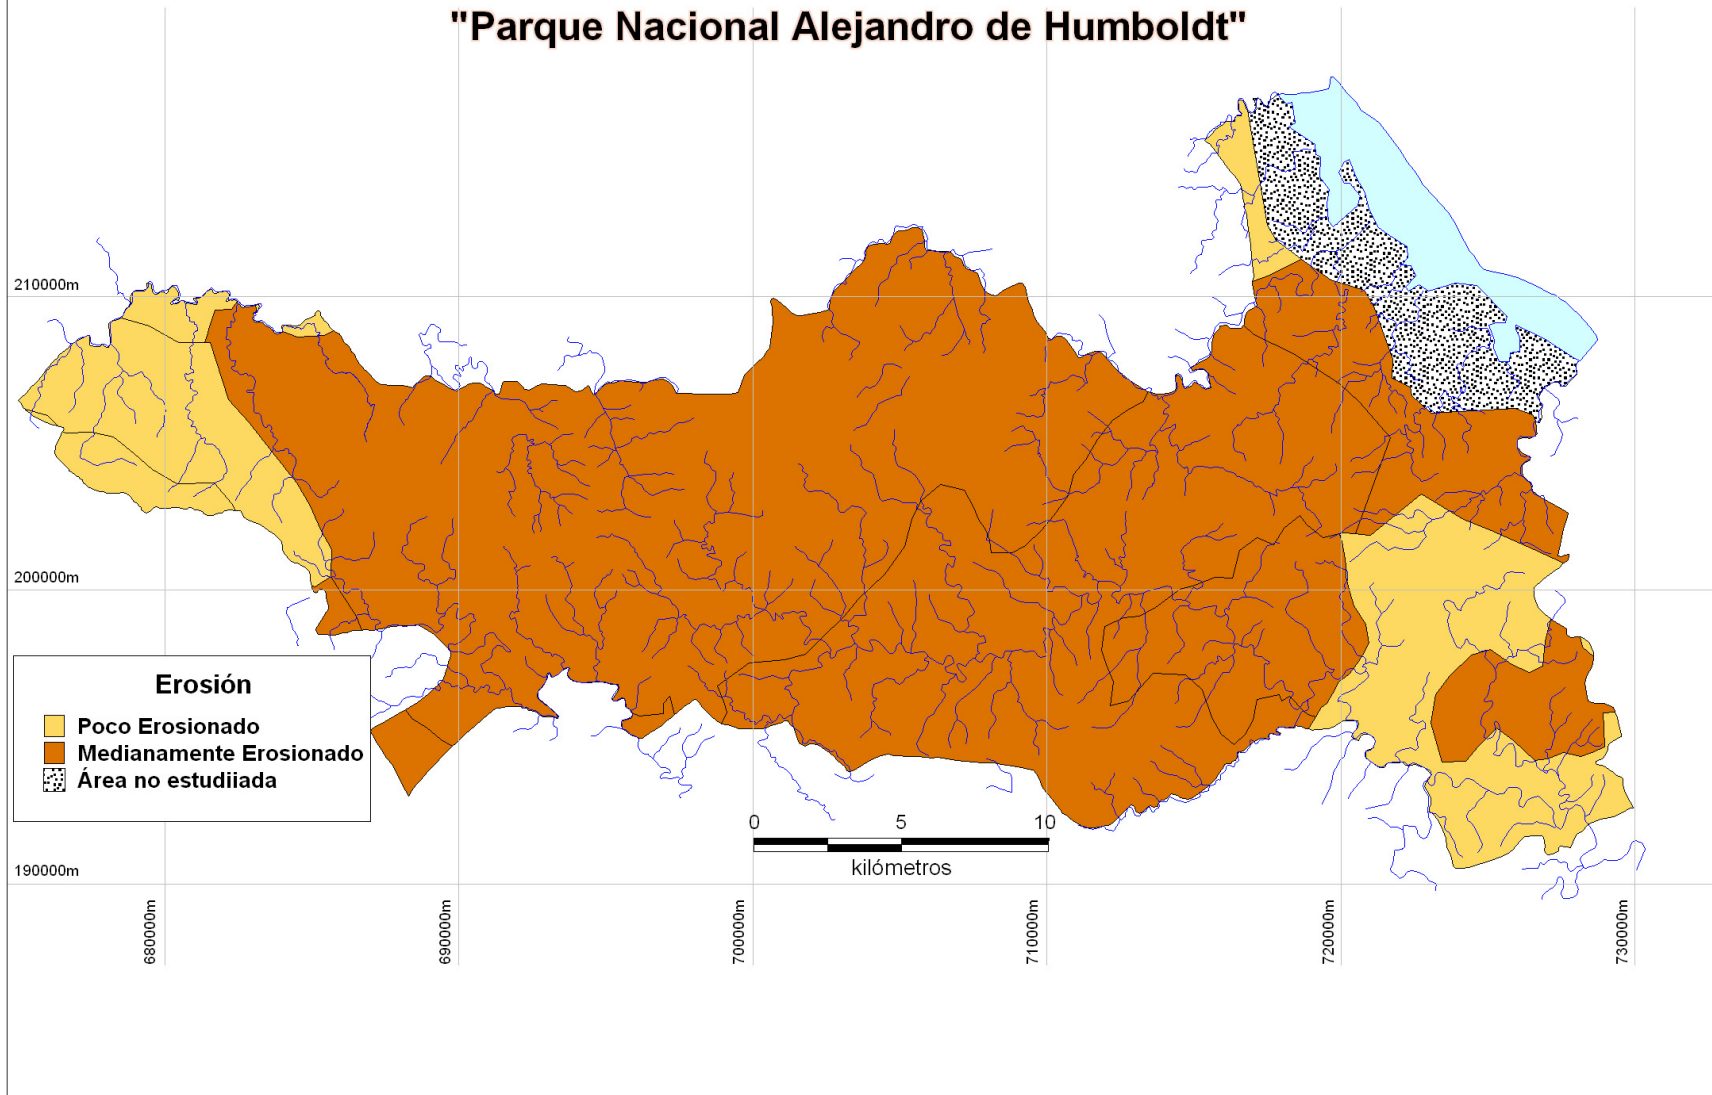 "Parque Nacional Alejandro de Humboldt"
210000m
200000m
190000m
Erosión
Poco Erosionado
Medianamente Erosionado
Área no estudiiada
0 5 10
kilómetros
680000m
690000m
700000m
710000m
720000m
730000m